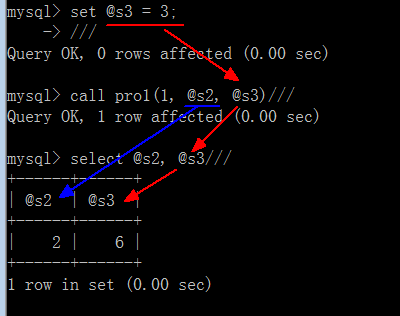 mysql> set @s3 = 3;
    -> ///
Query OK, 0 rows affected (0.00 sec)
mysql> call pro1(1, @s2, @s3)///
Query OK, 1 row affected (0.00 sec)
mysql> select @s2, @s3///
+------+------+
| @s2  | @s3  |
+------+------+
|    2 |    6 |
+------+------+
1 row in set (0.00 sec)